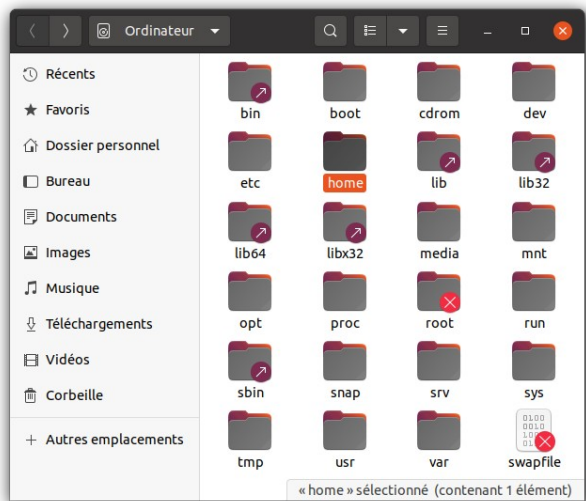 Ordinateur
Récents
Favoris
Dossier personnel
Bureau
Documents
Images
Musique
Téléchargements
Vidéos
Corbeille
Autres emplacements
bin boot cdrom dev
etc home lib lib32
lib64 libx32 media mnt
opt proc root run
sbin snap srv sys
tmp usr var swapfile
« home » sélectionné (contenant 1 élément)